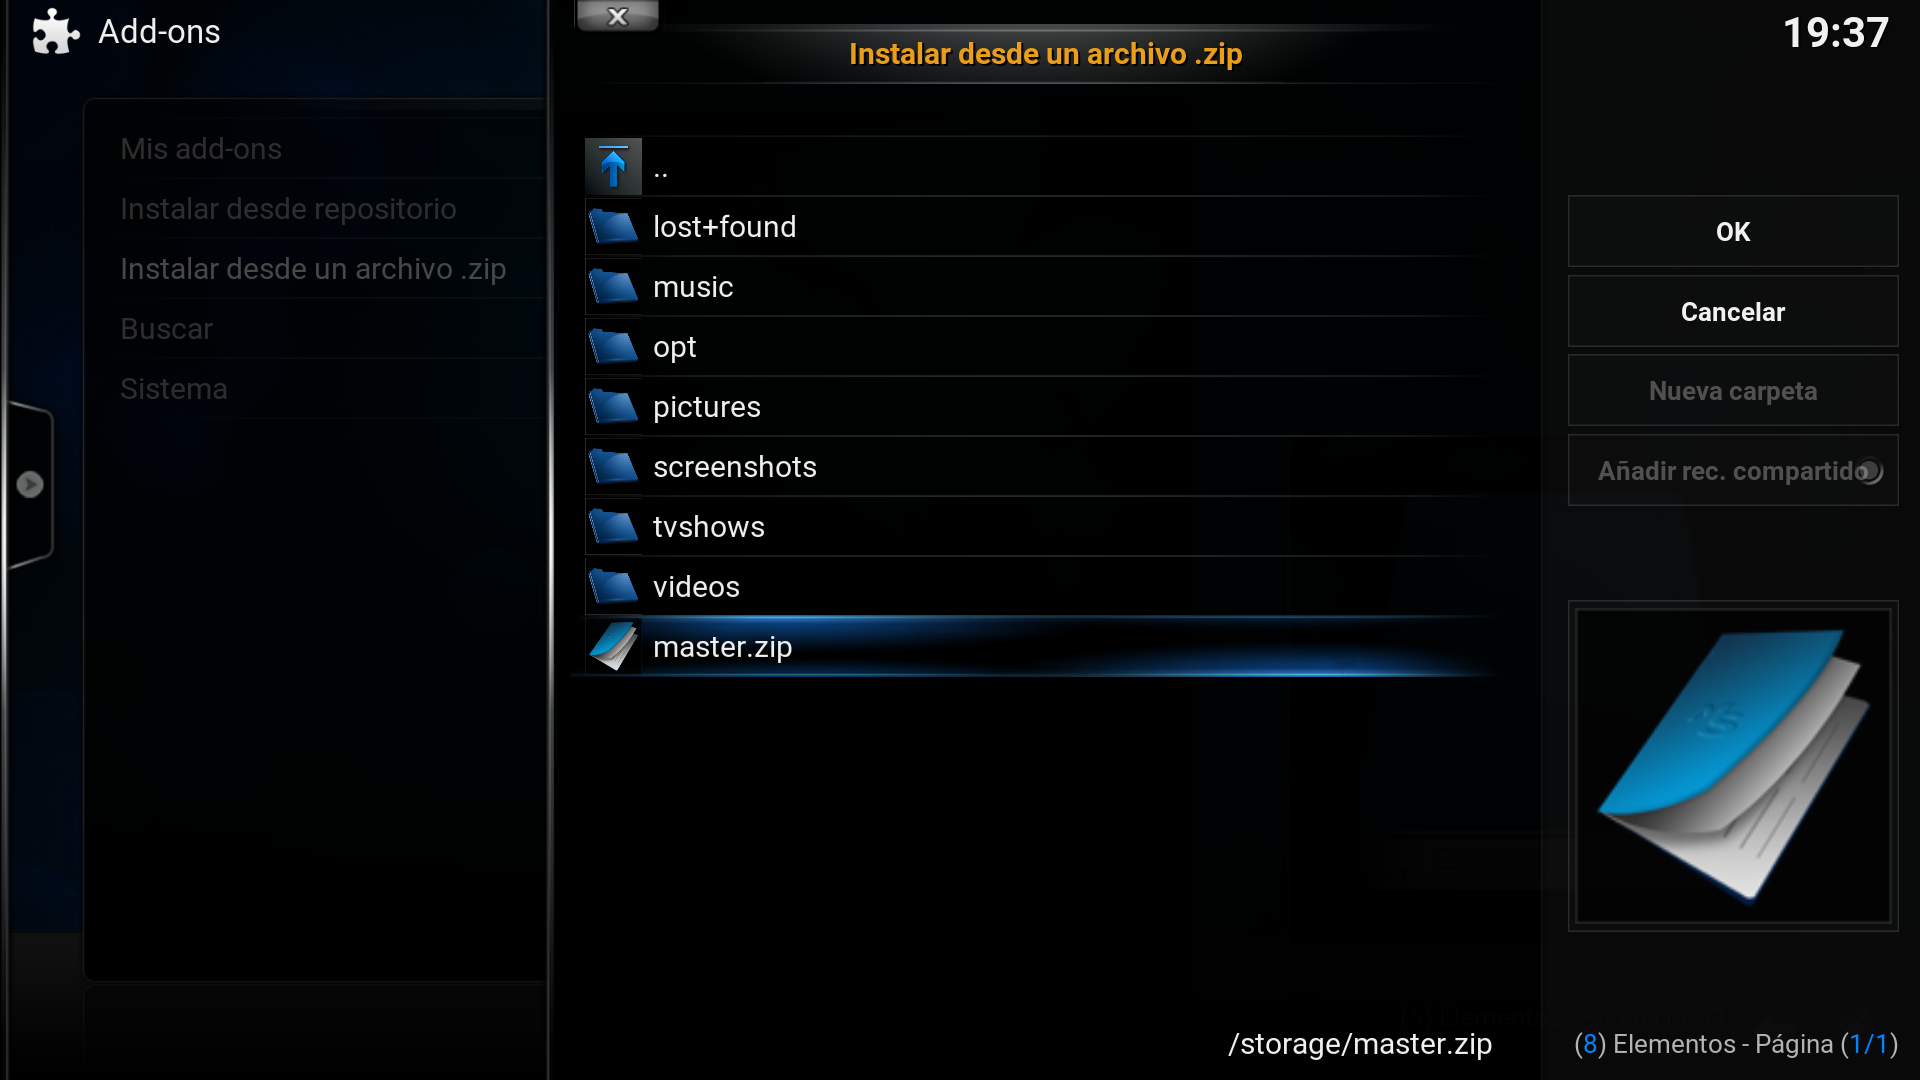 Add-ons
x
19:37
Instalar desde un archivo .zip
Mis add-ons
Instalar desde repositorio
Instalar desde un archivo .zip
Buscar
Sistema
..
lost+found
music
opt
pictures
screenshots
tvshows
videos
master.zip
OK
Cancelar
Nueva carpeta
Añadir rec. compartido
/storage/master.zip
(8) Elementos - Página (1/1)